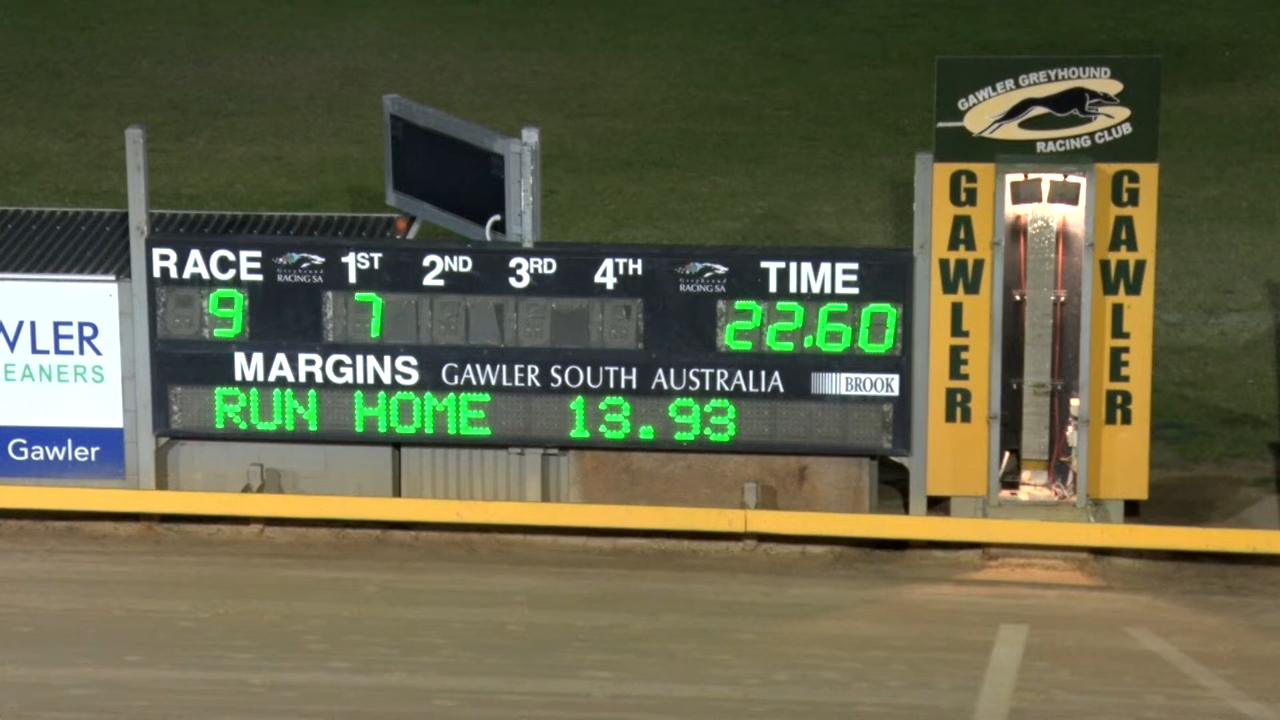 GAWLER GREYHOUND
RACING CLUB
GAWLER
GAWLER
RACE
Greyhound
RACING SA
1ST
2ND
3RD
4TH
Greyhound
RACING SA
TIME
9
7
22.60
MARGINS
GAWLER SOUTH AUSTRALIA
BROOK
RUN HOME 13.93
WLER
EANERS
Gawler